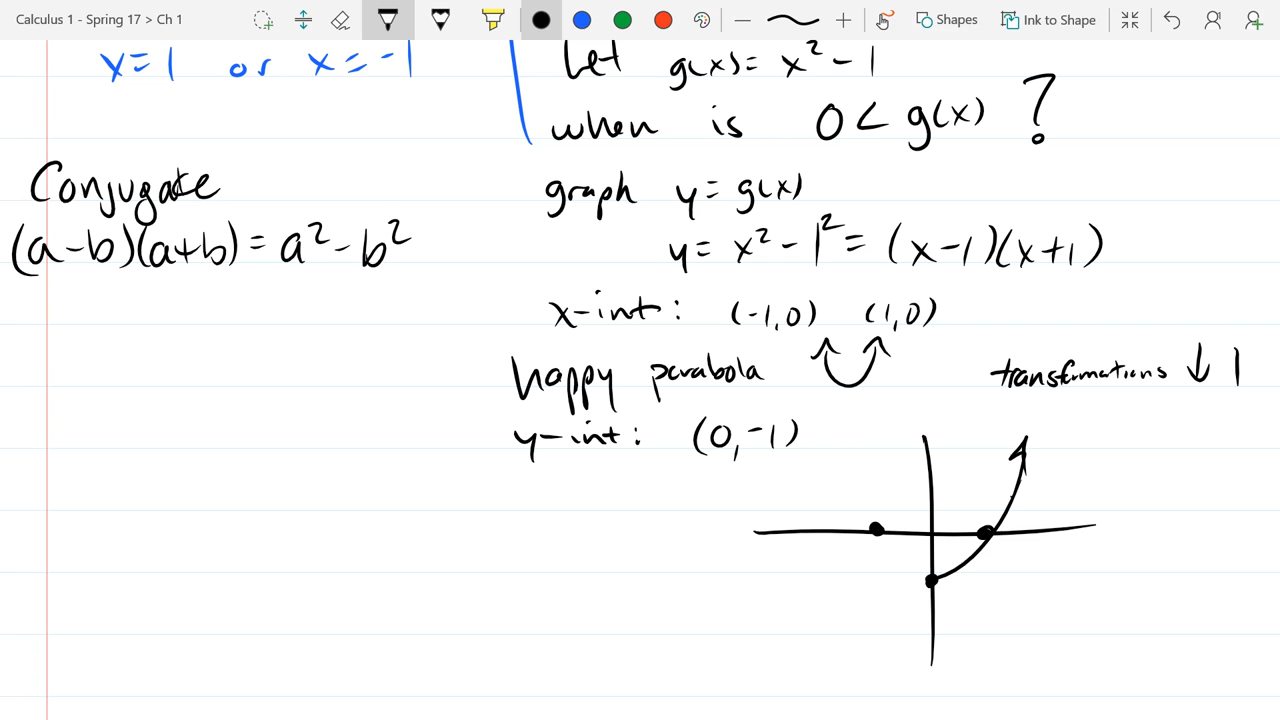 Calculus 1 - Spring 17 > Ch 1
Shapes
Ink to Shape
x=1 or x=-1
Let g(x)= x² - 1
when is 0 < g(x) ?
Conjugate
(a-b)(a+b) = a² - b²
graph y = g(x)
y = x² - 1² = (x-1)(x+1)
x-int: (-1,0) (1,0)
happy parabola
transformations ↓ 1
y-int: (0,-1)